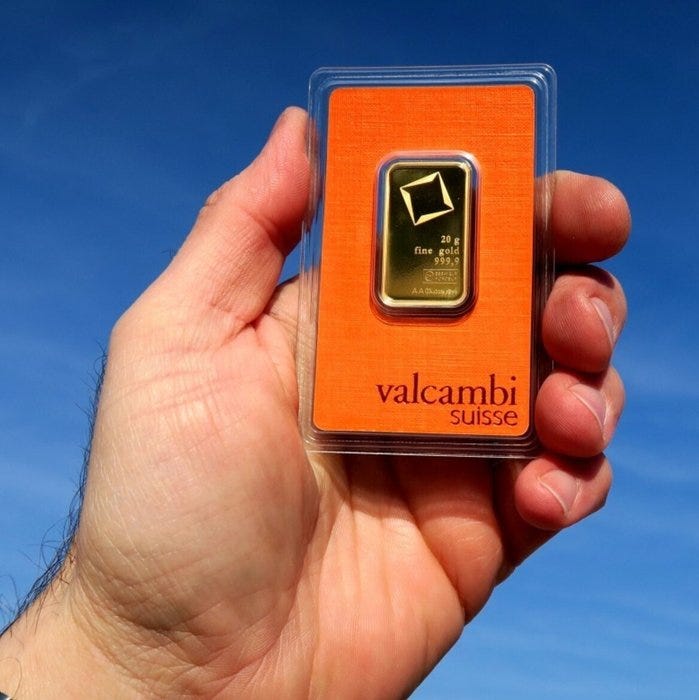 20 g
fine gold
999,9
valcambi
suisse